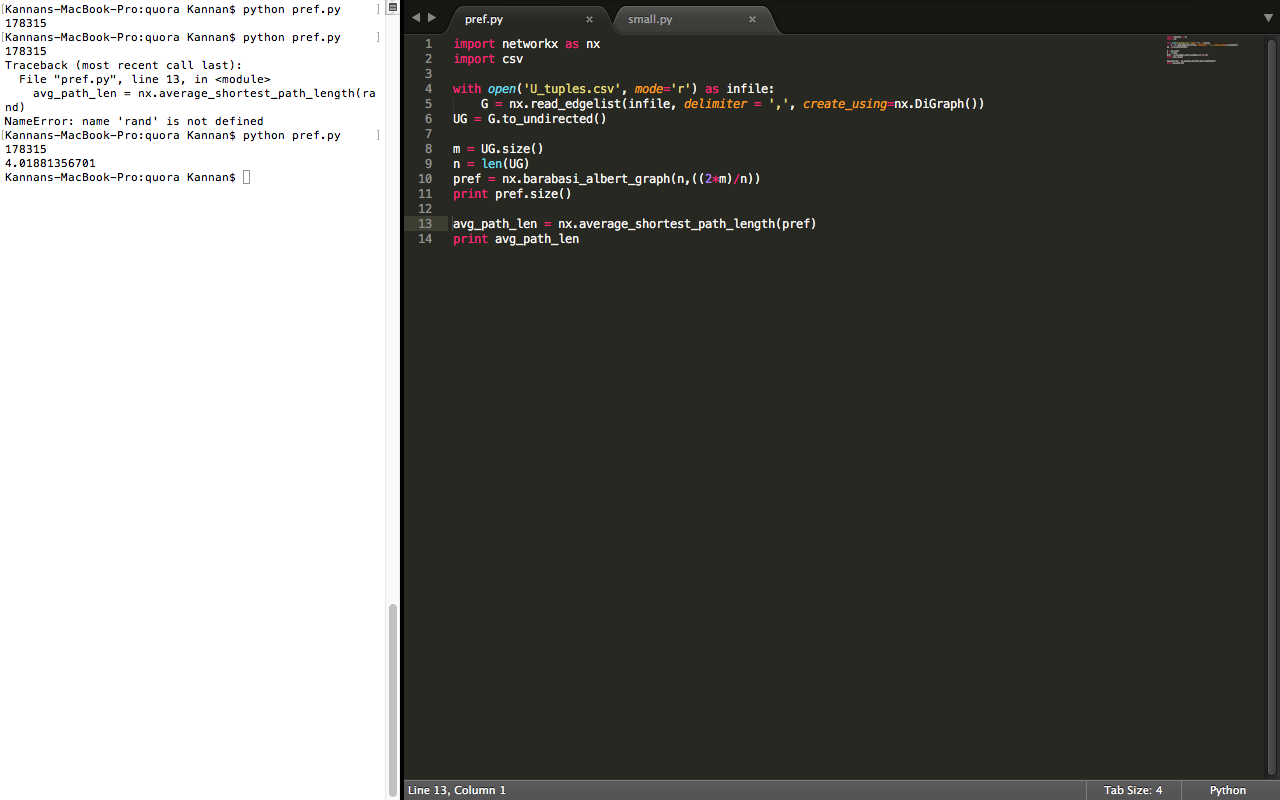 [Kannans-MacBook-Pro:quora Kannan$ python pref.py ]
178315
[Kannans-MacBook-Pro:quora Kannan$ python pref.py ]
178315
Traceback (most recent call last):
  File "pref.py", line 13, in <module>
    avg_path_len = nx.average_shortest_path_length(ra
nd)
NameError: name 'rand' is not defined
[Kannans-MacBook-Pro:quora Kannan$ python pref.py ]
178315
4.01881356701
Kannans-MacBook-Pro:quora Kannan$
pref.py × small.py ×
1 import networkx as nx
2 import csv
3
4 with open('U_tuples.csv', mode='r') as infile:
5     G = nx.read_edgelist(infile, delimiter = ',', create_using=nx.DiGraph())
6 UG = G.to_undirected()
7
8 m = UG.size()
9 n = len(UG)
10 pref = nx.barabasi_albert_graph(n,((2*m)/n))
11 print pref.size()
12
13 avg_path_len = nx.average_shortest_path_length(pref)
14 print avg_path_len
Line 13, Column 1 Tab Size: 4 Python